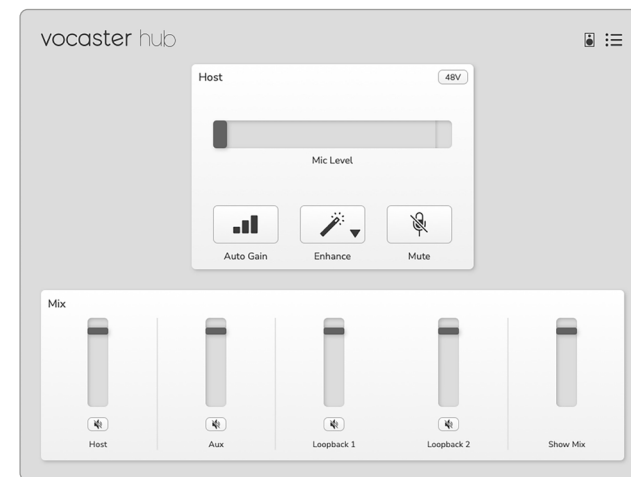 vocaster hub
Host
48V
Mic Level
Auto Gain
Enhance
Mute
Mix
Host
Aux
Loopback 1
Loopback 2
Show Mix